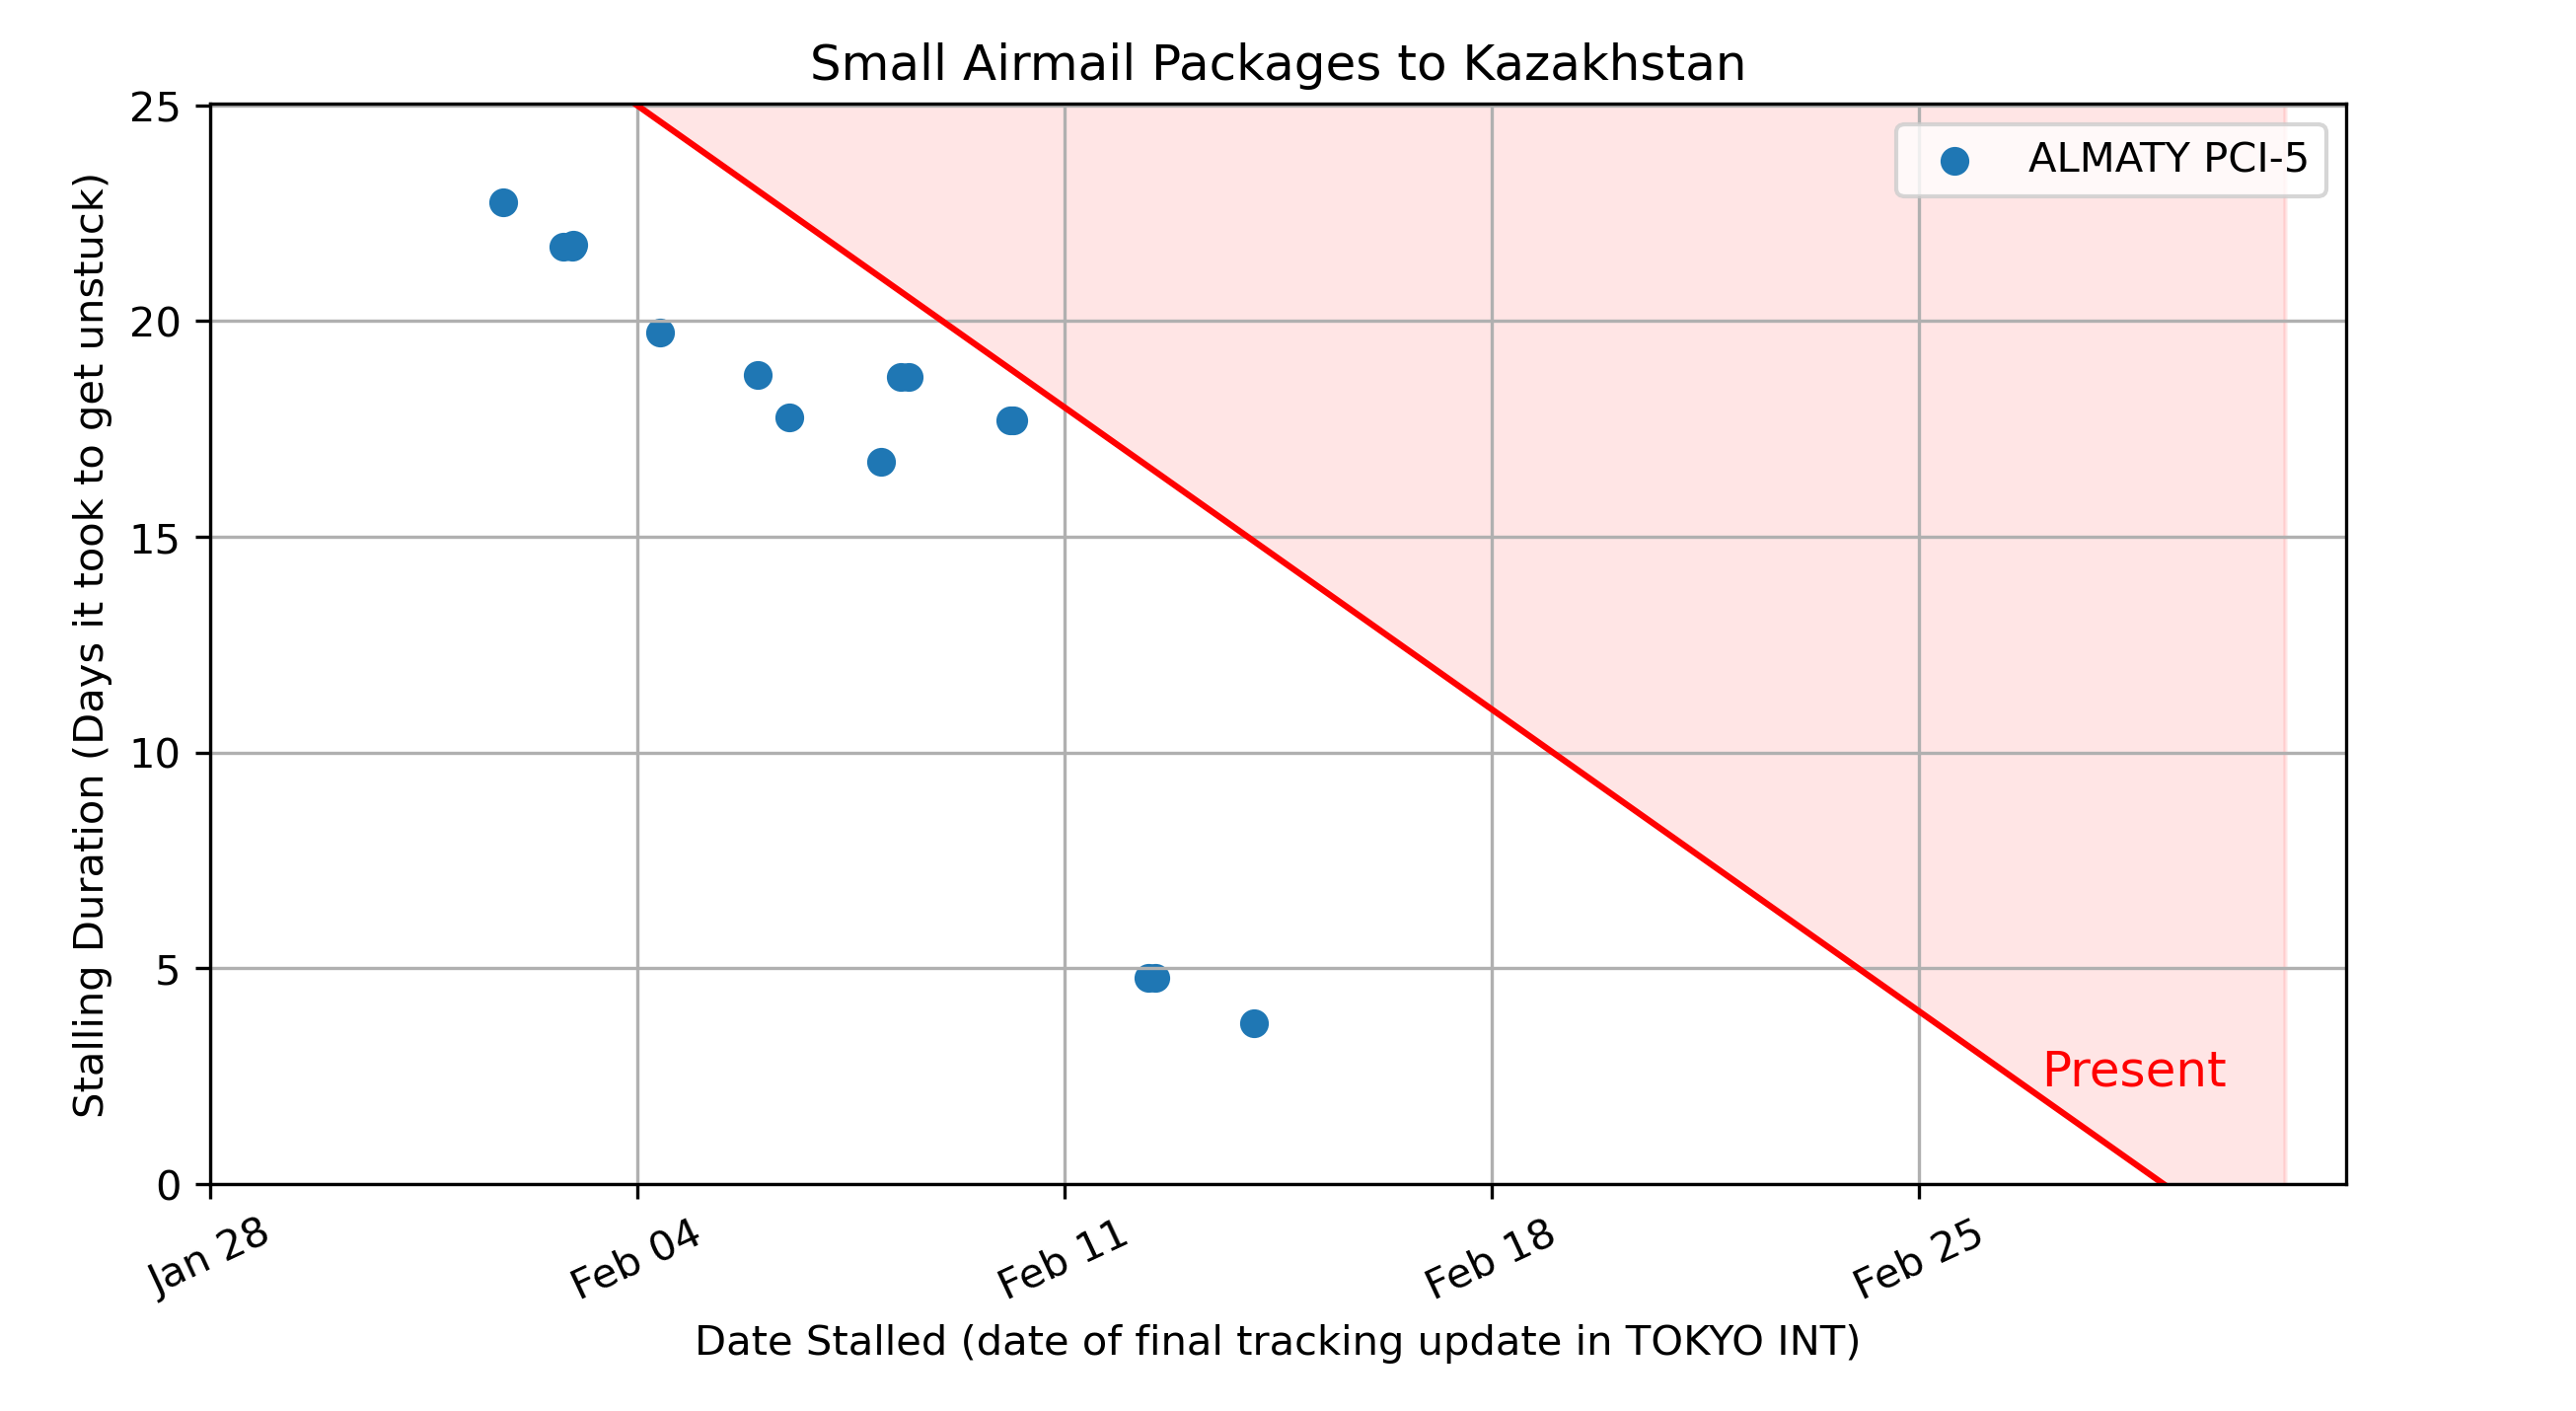 Small Airmail Packages to Kazakhstan
ALMATY PCI-5
Stalling Duration (Days it took to get unstuck)
25
20
15
10
5
0
Present
Jan 28
Feb 04
Feb 11
Feb 18
Feb 25
Date Stalled (date of final tracking update in TOKYO INT)